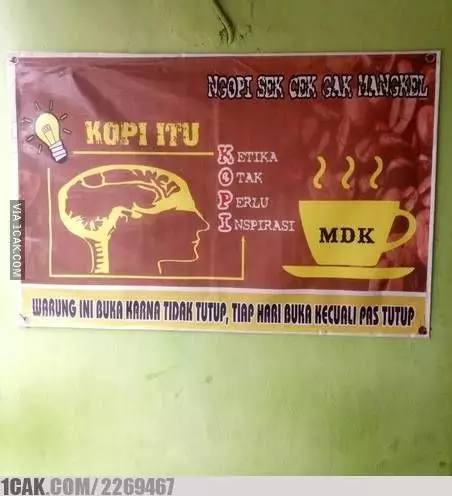 NGOPI SEK CEK GAK MANGKEL
KOPI ITU
KETIKA
OTAK
PERLU
INSPIRASI
MDK
WARUNG INI BUKA KARNA TIDAK TUTUP, TIAP HARI BUKA KECUALI PAS TUTUP
VIA 1CAK.COM
1CAK.COM/2269467